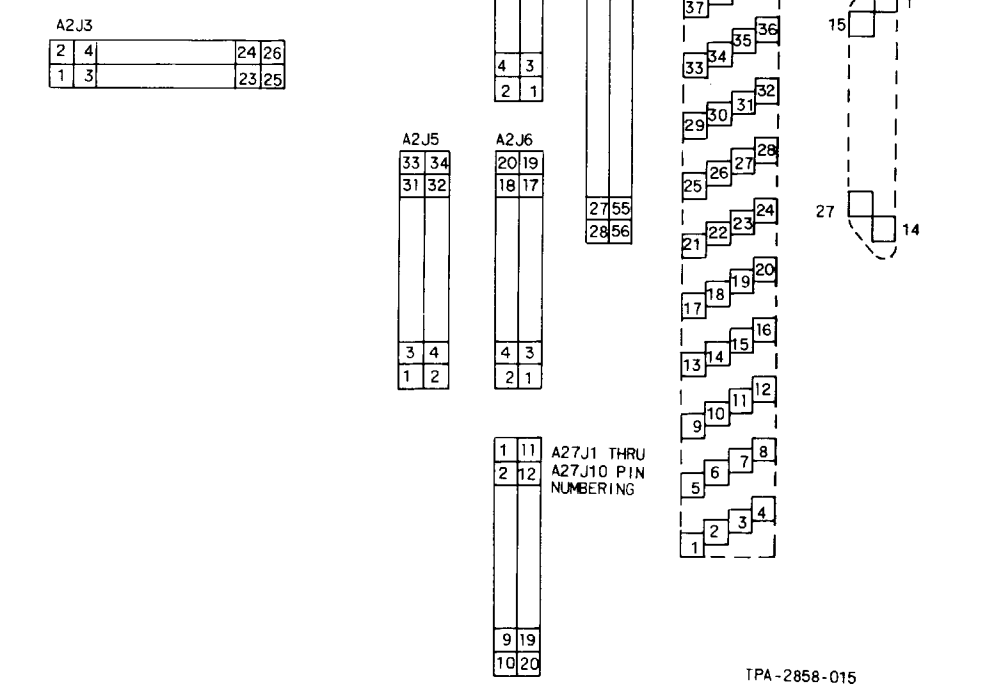 A2J3
2 4 24 26
1 3 23 25
4 3
2 1
A2J5
33 34
31 32
3 4
1 2
A2J6
20 19
18 17
4 3
2 1
27 55
28 56
1 11
2 12
9 19
10 20
A27J1 THRU
A27J10 PIN
NUMBERING
37
33 34 35 36
29 30 31 32
25 26 27 28
21 22 23 24
17 18 19 20
13 14 15 16
9 10 11 12
5 6 7 8
1 2 3 4
1
15
27
14
TPA-2858-015